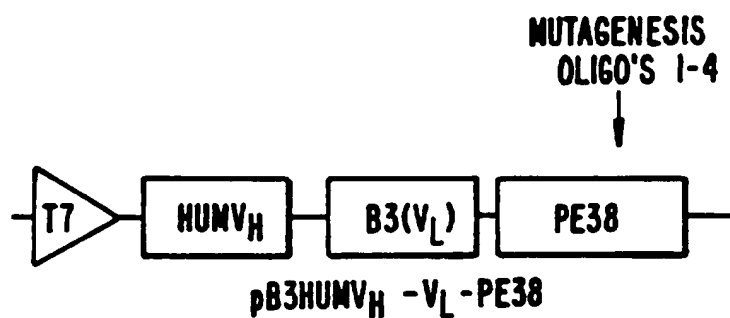 MUTAGENESIS
OLIGO'S 1-4
T7 HUMVH B3(VL) PE38
pB3HUMVH -VL-PE38